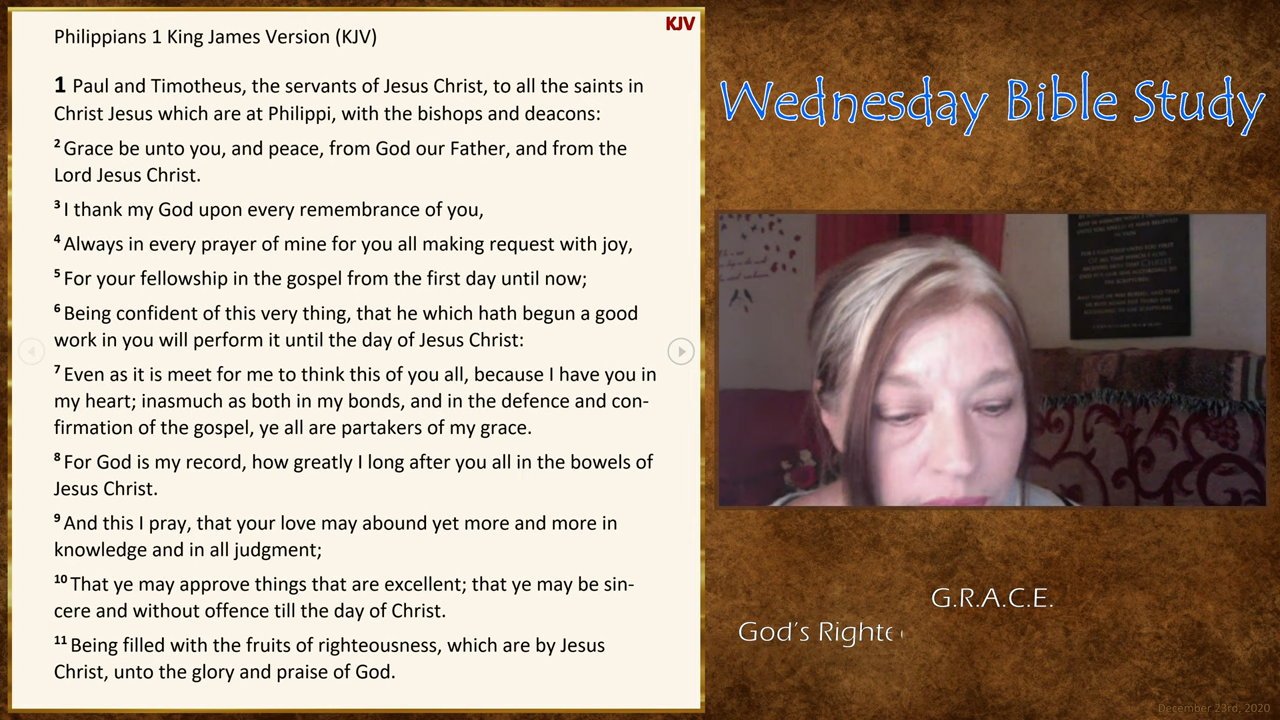 KJV
Philippians 1 King James Version (KJV)
1 Paul and Timotheus, the servants of Jesus Christ, to all the saints in
Christ Jesus which are at Philippi, with the bishops and deacons:
2 Grace be unto you, and peace, from God our Father, and from the
Lord Jesus Christ.
3 I thank my God upon every remembrance of you,
4 Always in every prayer of mine for you all making request with joy,
5 For your fellowship in the gospel from the first day until now;
6 Being confident of this very thing, that he which hath begun a good
work in you will perform it until the day of Jesus Christ:
7 Even as it is meet for me to think this of you all, because I have you in
my heart; inasmuch as both in my bonds, and in the defence and con-
firmation of the gospel, ye all are partakers of my grace.
8 For God is my record, how greatly I long after you all in the bowels of
Jesus Christ.
9 And this I pray, that your love may abound yet more and more in
knowledge and in all judgment;
10 That ye may approve things that are excellent; that ye may be sin-
cere and without offence till the day of Christ.
11 Being filled with the fruits of righteousness, which are by Jesus
Christ, unto the glory and praise of God.
Wednesday Bible Study
G.R.A.C.E.
God's Righte
December 23rd, 2020